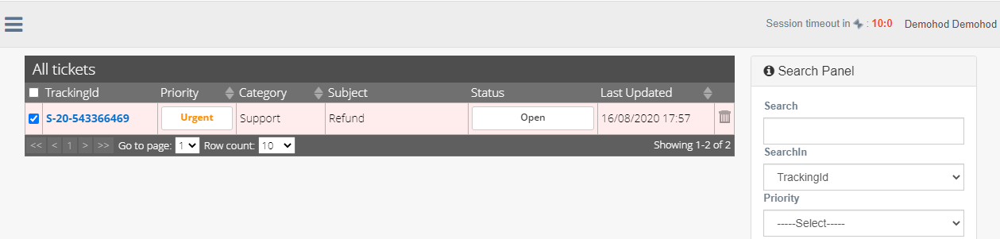 Session timeout in : 10:0 Demohod Demohod
All tickets
TrackingId Priority Category Subject Status Last Updated
S-20-543366469 Urgent Support Refund Open 16/08/2020 17:57
<< < 1 > >> Go to page: 1 Row count: 10 Showing 1-2 of 2
Search Panel
Search
SearchIn
TrackingId
Priority
-----Select-----